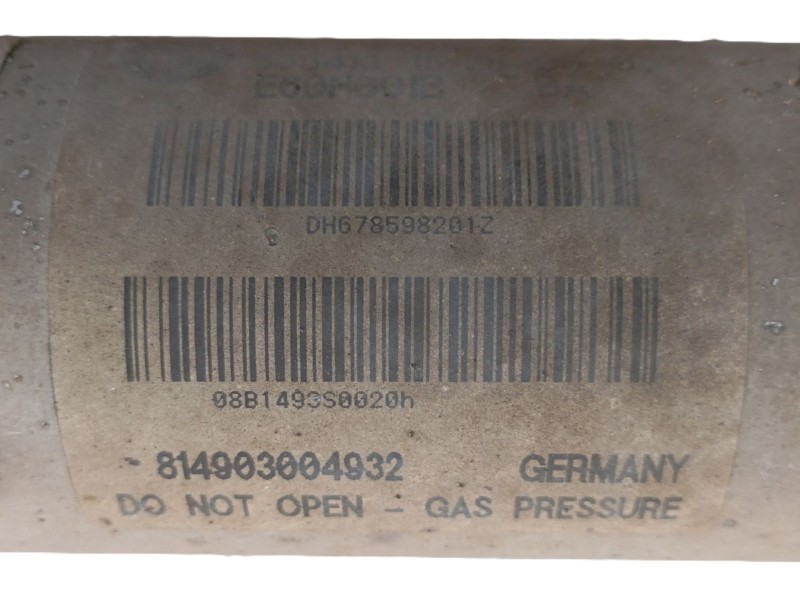 DH678598201Z
08B1493S0020h
814903004932 GERMANY
DO NOT OPEN - GAS PRESSURE